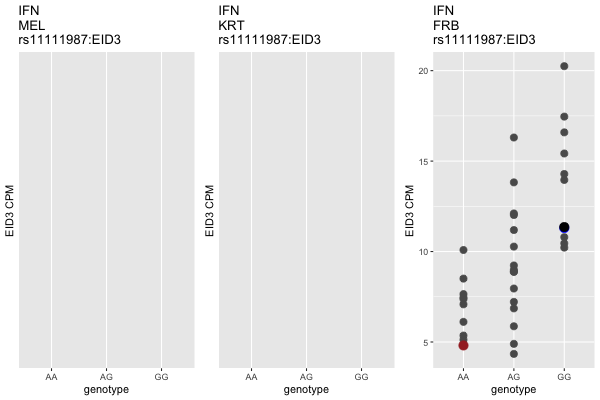 IFN
MEL
rs11111987:EID3
EID3 CPM
AA
AG
GG
genotype
IFN
KRT
rs11111987:EID3
EID3 CPM
AA
AG
GG
genotype
IFN
FRB
rs11111987:EID3
EID3 CPM
20
15
10
5
AA
AG
GG
genotype